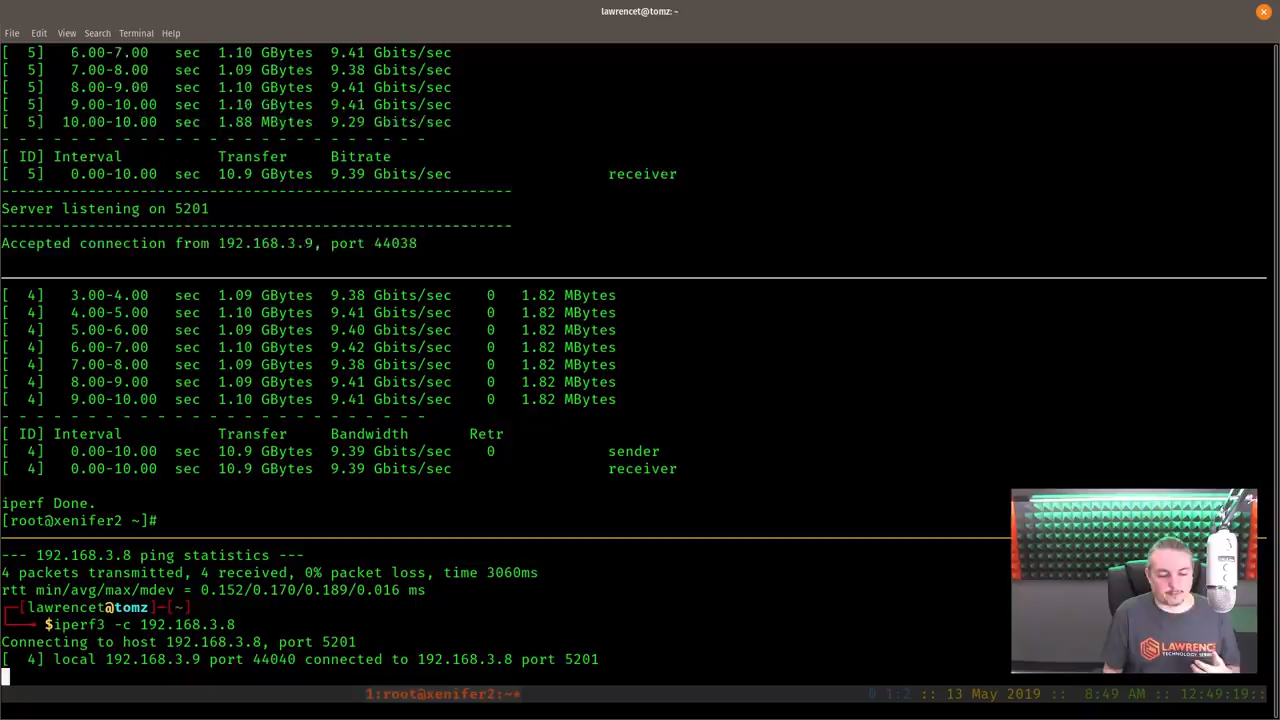 lawrencet@tomz: ~
File Edit View Search Terminal Help
[ 5] 6.00-7.00 sec 1.10 GBytes 9.41 Gbits/sec
[ 5] 7.00-8.00 sec 1.09 GBytes 9.38 Gbits/sec
[ 5] 8.00-9.00 sec 1.10 GBytes 9.41 Gbits/sec
[ 5] 9.00-10.00 sec 1.10 GBytes 9.41 Gbits/sec
[ 5] 10.00-10.00 sec 1.88 MBytes 9.29 Gbits/sec
- - - - - - - - - - - - - - - - - - - - - - - - -
[ ID] Interval Transfer Bitrate
[ 5] 0.00-10.00 sec 10.9 GBytes 9.39 Gbits/sec receiver
-----------------------------------------------------------
Server listening on 5201
-----------------------------------------------------------
Accepted connection from 192.168.3.9, port 44038
[ 4] 3.00-4.00 sec 1.09 GBytes 9.38 Gbits/sec 0 1.82 MBytes
[ 4] 4.00-5.00 sec 1.10 GBytes 9.41 Gbits/sec 0 1.82 MBytes
[ 4] 5.00-6.00 sec 1.09 GBytes 9.40 Gbits/sec 0 1.82 MBytes
[ 4] 6.00-7.00 sec 1.10 GBytes 9.42 Gbits/sec 0 1.82 MBytes
[ 4] 7.00-8.00 sec 1.09 GBytes 9.38 Gbits/sec 0 1.82 MBytes
[ 4] 8.00-9.00 sec 1.09 GBytes 9.41 Gbits/sec 0 1.82 MBytes
[ 4] 9.00-10.00 sec 1.10 GBytes 9.41 Gbits/sec 0 1.82 MBytes
- - - - - - - - - - - - - - - - - - - - - - - - -
[ ID] Interval Transfer Bandwidth Retr
[ 4] 0.00-10.00 sec 10.9 GBytes 9.39 Gbits/sec 0 sender
[ 4] 0.00-10.00 sec 10.9 GBytes 9.39 Gbits/sec receiver
iperf Done.
[root@xenifer2 ~]#
--- 192.168.3.8 ping statistics ---
4 packets transmitted, 4 received, 0% packet loss, time 3060ms
rtt min/avg/max/mdev = 0.152/0.170/0.189/0.016 ms
┌─[lawrencet@tomz]─[~]
└──╼ $iperf3 -c 192.168.3.8
Connecting to host 192.168.3.8, port 5201
[ 4] local 192.168.3.9 port 44040 connected to 192.168.3.8 port 5201
LAWRENCE
TECHNOLOGY
1:root@xenifer2:~* 0 1:2 :: 13 May 2019 :: 8:49 AM :: 12:49:19::